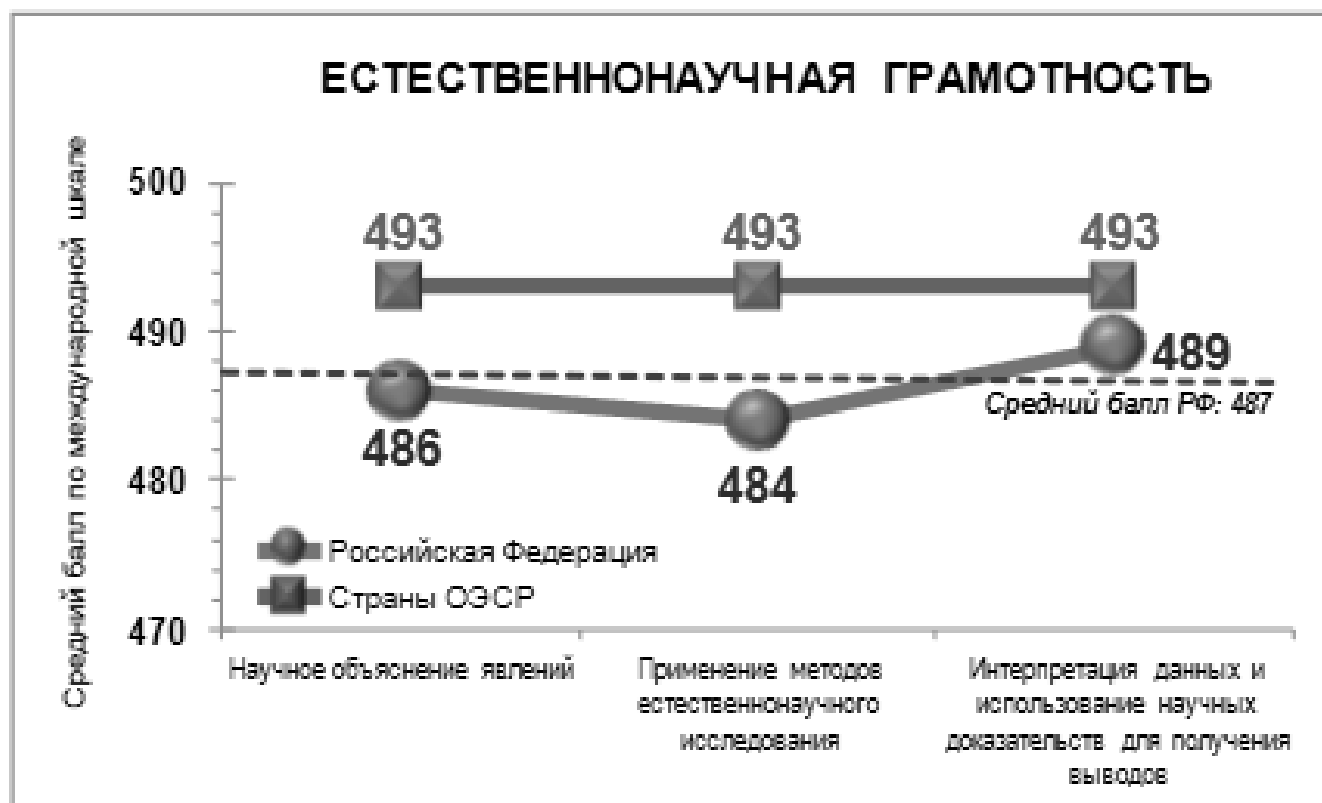 ЕСТЕСТВЕННОНАУЧНАЯ ГРАМОТНОСТЬ
Средний балл по международной шкале
500
490
480
470
493
493
493
486
484
489
Средний балл РФ: 487
Российская Федерация
Страны ОЭСР
Научное объяснение явлений
Применение методов
естественнонаучного
исследования
Интерпретация данных и
использование научных
доказательств для получения
выводов